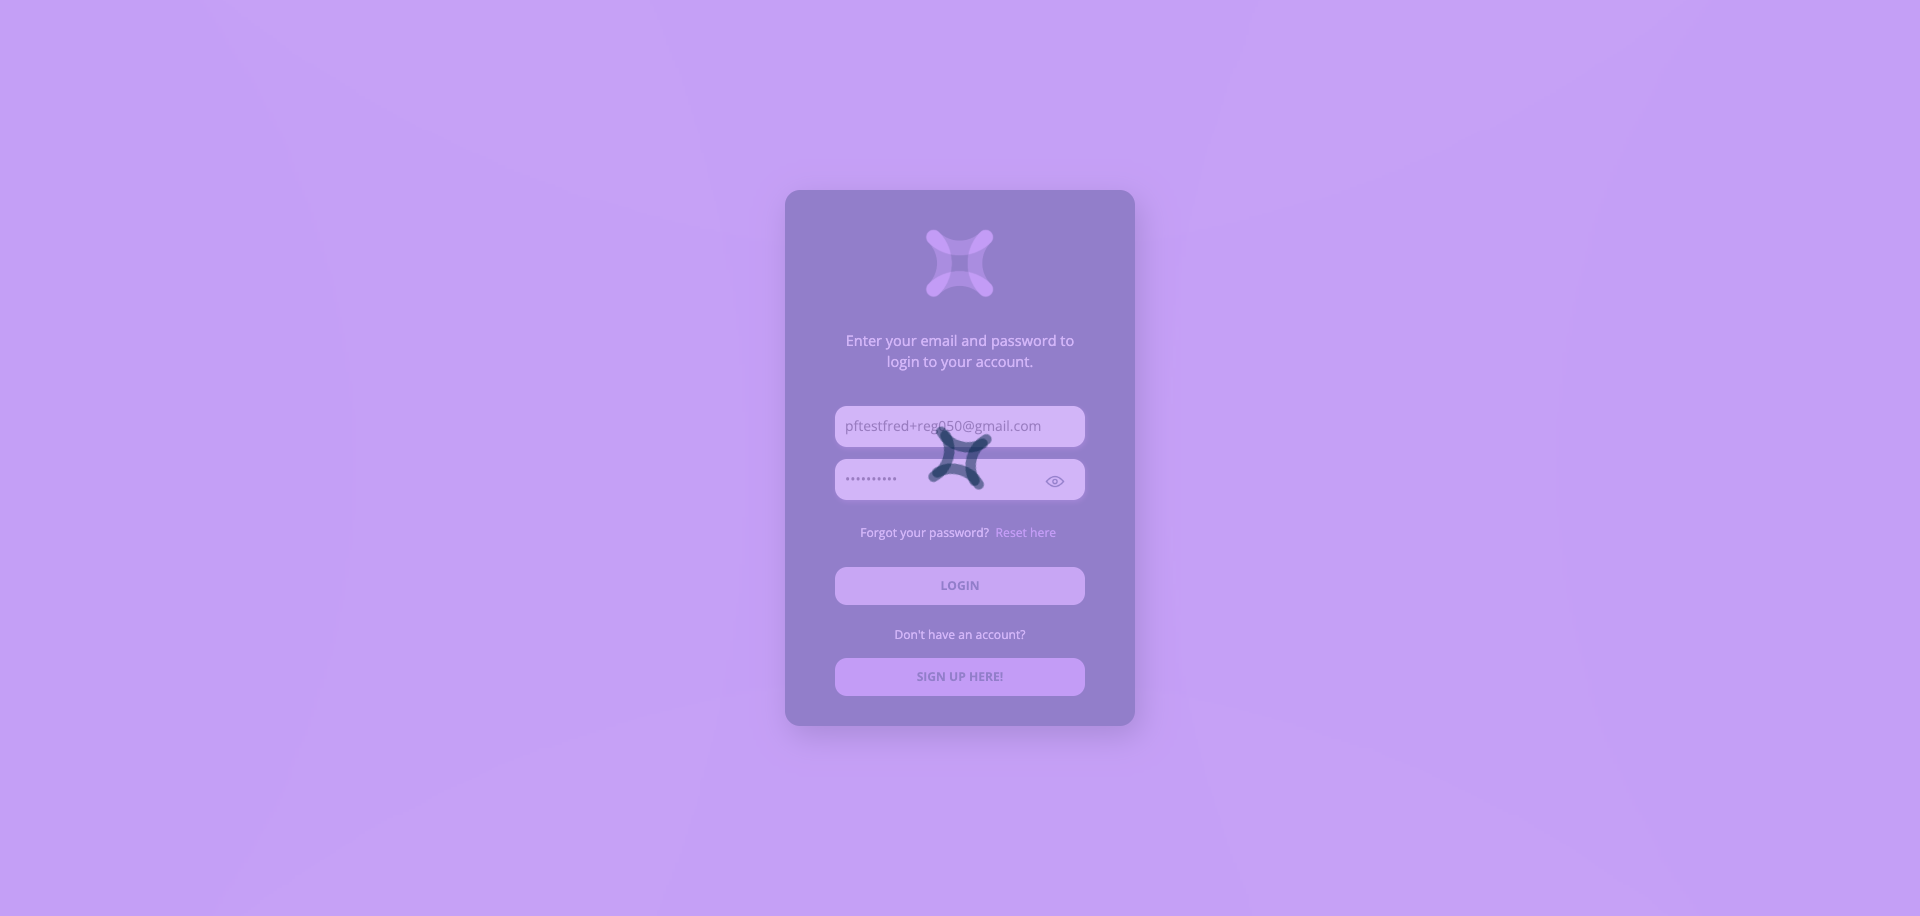 Enter your email and password to
login to your account.
pftestfred+reg050@gmail.com
••••••••••
Forgot your password? Reset here
LOGIN
Don't have an account?
SIGN UP HERE!